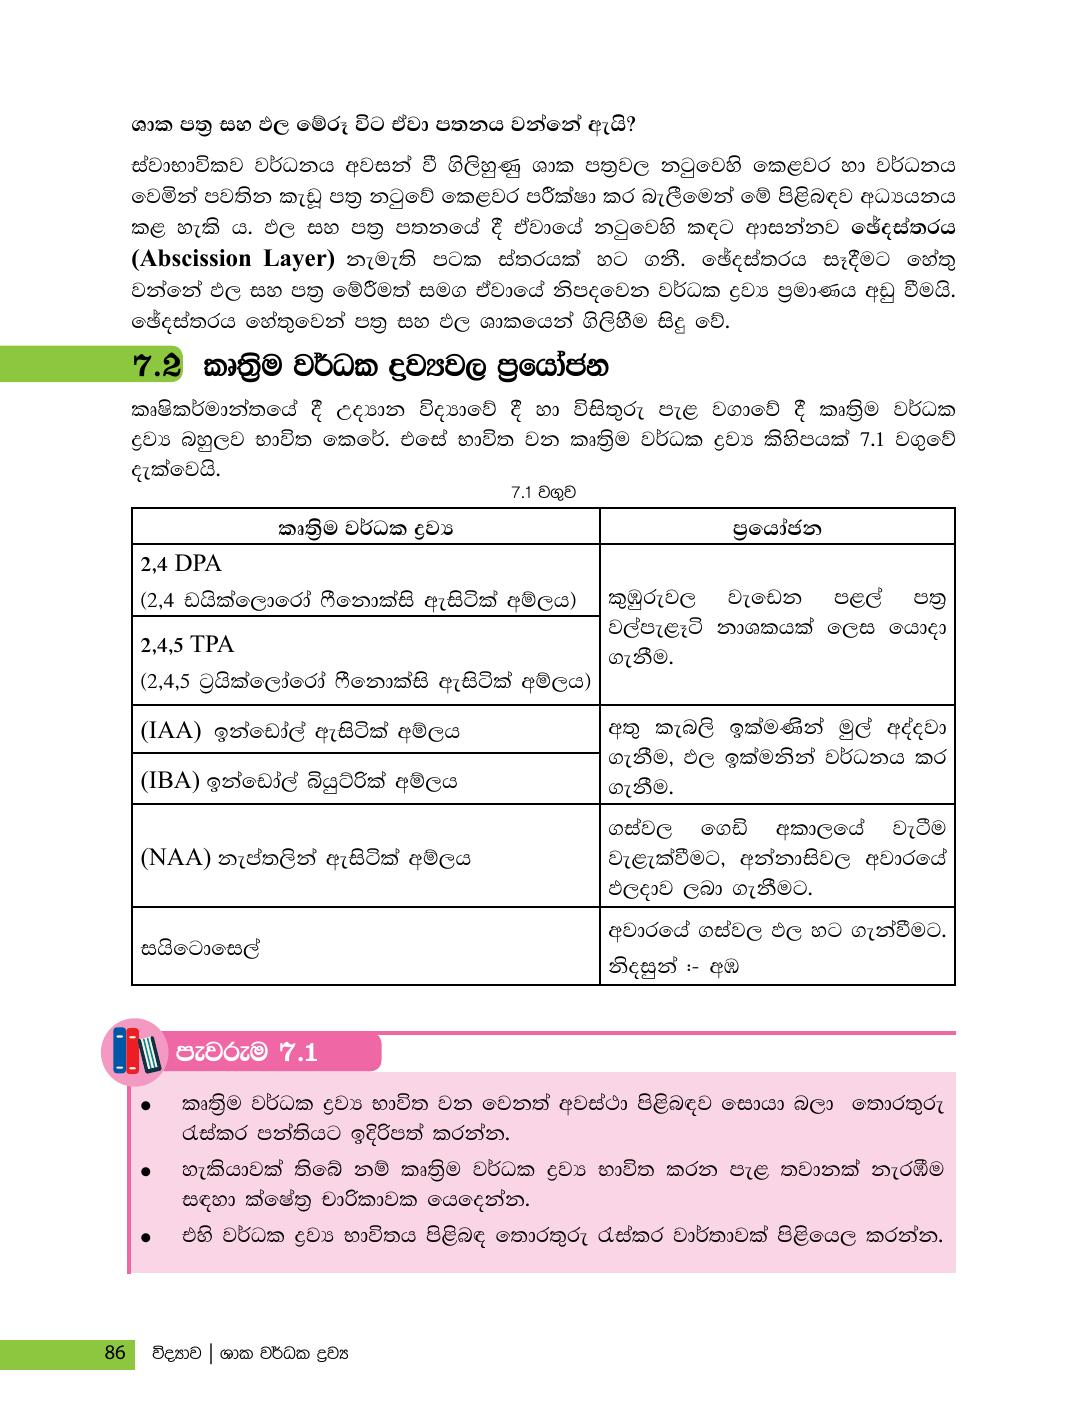 ශාක පත්‍ර සහ ඵල මේරූ විට ඒවා පතනය වන්නේ ඇයි?
ස්වාභාවිකව වර්ධනය අවසන් වී ගිලිහුණු ශාක පත්‍රවල නටුවෙහි කෙළවර හා වර්ධනය
වෙමින් පවතින කැඩූ පත්‍ර නටුවේ කෙළවර පරීක්ෂා කර බැලීමෙන් මේ පිළිබඳව අධ්‍යයනය
කළ හැකි ය. ඵල සහ පත්‍ර පතනයේ දී ඒවායේ නටුවෙහි කඳට ආසන්නව ඡේදස්තරය
(Abscission Layer) නැමැති පටක ස්තරයක් හට ගනී. ඡේදස්තරය සෑදීමට හේතු
වන්නේ ඵල සහ පත්‍ර මේරීමත් සමග ඒවායේ නිපදවෙන වර්ධක ද්‍රව්‍ය ප්‍රමාණය අඩු වීමයි.
ඡේදස්තරය හේතුවෙන් පත්‍ර සහ ඵල ශාකයෙන් ගිලිහීම සිදු වේ.
7.2 කෘත්‍රිම වර්ධක ද්‍රව්‍යවල ප්‍රයෝජන
කෘෂිකර්මාන්තයේ දී උද්‍යාන විද්‍යාවේ දී හා විසිතුරු පැළ වගාවේ දී කෘත්‍රිම වර්ධක
ද්‍රව්‍ය බහුලව භාවිත කෙරේ. එසේ භාවිත වන කෘත්‍රිම වර්ධක ද්‍රව්‍ය කිහිපයක් 7.1 වගුවේ
දැක්වෙයි.
7.1 වගුව
කෘත්‍රිම වර්ධක ද්‍රව්‍ය
ප්‍රයෝජන
2,4 DPA
(2,4 ඩයික්ලොරෝ ෆීනොක්සි ඇසිටික් අම්ලය)
2,4,5 TPA
(2,4,5 ට්‍රයික්ලෝරෝ ෆීනොක්සි ඇසිටික් අම්ලය)
කුඹුරුවල වැඩෙන පළල් පත්‍ර
වල්පැළෑටි නාශකයක් ලෙස යොදා
ගැනීම.
(IAA) ඉන්ඩෝල් ඇසිටික් අම්ලය
(IBA) ඉන්ඩෝල් බියුට්රික් අම්ලය
අතු කැබලි ඉක්මණින් මුල් අද්දවා
ගැනීම, ඵල ඉක්මනින් වර්ධනය කර
ගැනීම.
(NAA) නැප්තලින් ඇසිටික් අම්ලය
ගස්වල ගෙඩි අකාලයේ වැටීම
වැළැක්වීමට, අන්නාසිවල අවාරයේ
ඵලදාව ලබා ගැනීමට.
සයිටොසෙල්
අවාරයේ ගස්වල ඵල හට ගැන්වීමට.
නිදසුන් :- අඹ
පැවරුම 7.1
● කෘත්‍රිම වර්ධක ද්‍රව්‍ය භාවිත වන වෙනත් අවස්ථා පිළිබඳව සොයා බලා තොරතුරු
රැස්කර පන්තියට ඉදිරිපත් කරන්න.
● හැකියාවක් තිබේ නම් කෘත්‍රිම වර්ධක ද්‍රව්‍ය භාවිත කරන පැළ තවානක් නැරඹීම
සඳහා ක්ෂේත්‍ර චාරිකාවක යෙදෙන්න.
● එහි වර්ධක ද්‍රව්‍ය භාවිතය පිළිබඳ තොරතුරු රැස්කර වාර්තාවක් පිළියෙල කරන්න.
86 විද්‍යාව | ශාක වර්ධක ද්‍රව්‍ය